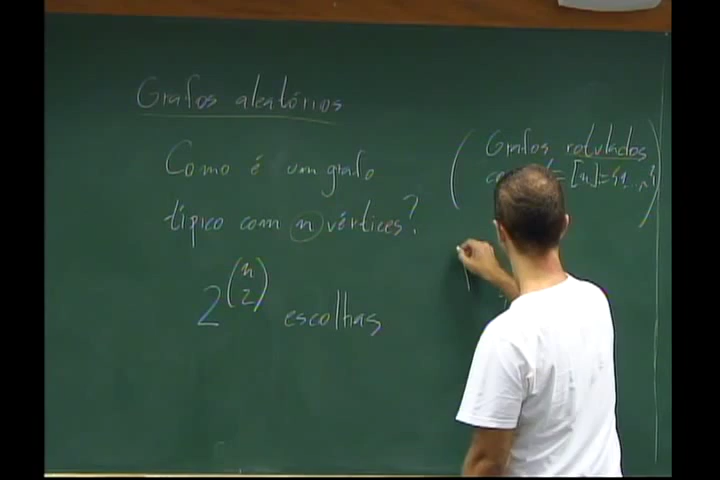 Grafos aleatórios
Como é um grafo
típico com n vértices?
2^(n 2) escolhas
(Grafos rotulados
= [n] = {1, ..., n})